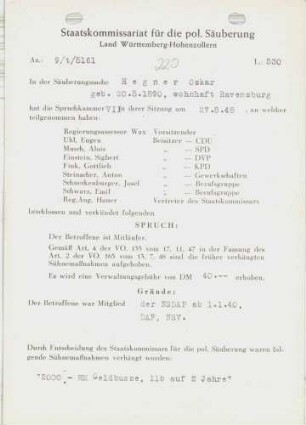 Staatskommissariat für die pol. Säuberung
Land Württemberg-Hohenzollern
Az.: 9/t/5161
220
L: 530
In der Säuberungssache Hegner Oskar
geb. 20.5.1890, wohnhaft Ravensburg
hat die Spruchkammer VII in ihrer Sitzung am 27.8.48, an welcher
teilgenommen haben:
Regierungsassessor Wax Vorsitzender
Uhl, Eugen Beisitzer — CDU
Musch, Alois „ — SPD
Einstein, Sigbert „ — DVP
Fink, Gottlieb „ — KPD
Steinacher, Anton „ — Gewerkschaften
Schneckenburger, Josef „ — Berufsgruppe
Schwarz, Emil „ — Berufsgruppe
Reg.Ang. Hauer Vertreter des Staatskommissars
beschlossen und verkündet folgenden
SPRUCH:
Der Betroffene ist Mitläufer.
Gemäß Art. 4 der VO. 133 vom 17. 11. 47 in der Fassung des
Art. 2 der VO. 165 vom 13. 7. 48 sind die früher verhängten
Sühnemaßnahmen aufgehoben.
Es wird eine Verwaltungsgebühr von DM 40.-- erhoben.
Gründe:
Der Betroffene war Mitglied der NSDAP ab 1.1.40,
DAF, NSV.
Durch Entscheidung des Staatskommissars für die pol. Säuberung waren fol-
gende Sühnemaßnahmen verhängt worden:
"2000.- RM Geldbusse, 11b auf 2 Jahre"